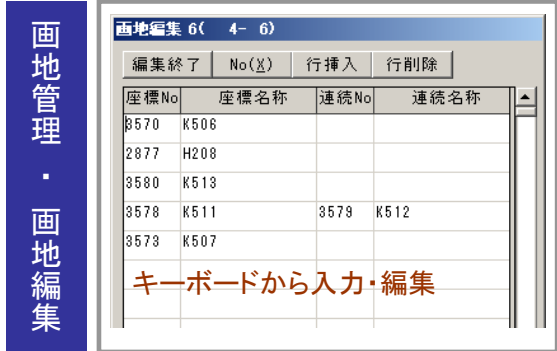 画地管理・画地編集
画地編集 6( 4- 6)
編集終了 No(X) 行挿入 行削除
座標No 座標名称 連続No 連続名称
3570 K506
2877 H208
3580 K513
3578 K511 3579 K512
3573 K507
キーボードから入力・編集